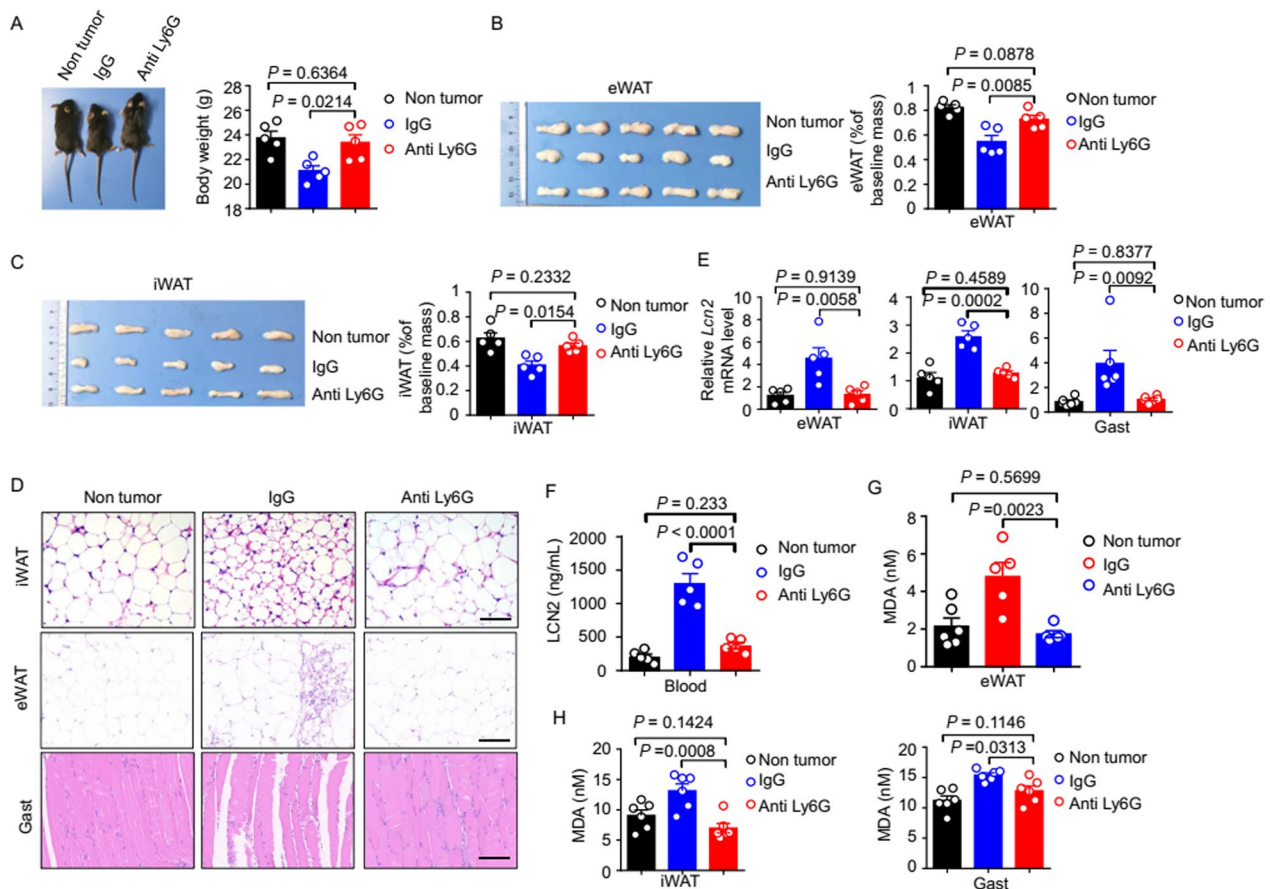 A
Non tumor
IgG
Anti Ly6G
Body weight (g)
28
26
24
22
20
18
P = 0.6364
P = 0.0214
Non tumor
IgG
Anti Ly6G
B
eWAT
Non tumor
IgG
Anti Ly6G
eWAT (%of
baseline mass)
1
0.8
0.6
0.4
0.2
0
P = 0.0878
P = 0.0085
eWAT
Non tumor
IgG
Anti Ly6G
C
iWAT
Non tumor
IgG
Anti Ly6G
iWAT (%of
baseline mass)
1
0.8
0.6
0.4
0.2
0
P = 0.2332
P = 0.0154
iWAT
Non tumor
IgG
Anti Ly6G
E
Relative Lcn2
mRNA level
10
8
6
4
2
0
P = 0.9139
P = 0.0058
eWAT
4
3
2
1
0
P = 0.4589
P = 0.0002
iWAT
10
8
6
4
2
0
P = 0.8377
P = 0.0092
Gast
Non tumor
IgG
Anti Ly6G
D
Non tumor
IgG
Anti Ly6G
iWAT
eWAT
Gast
F
LCN2 (ng/mL)
2000
1500
1000
500
0
P = 0.233
P < 0.0001
Blood
Non tumor
IgG
Anti Ly6G
G
MDA (nM)
8
6
4
2
0
P = 0.5699
P =0.0023
eWAT
Non tumor
IgG
Anti Ly6G
H
MDA (nM)
20
15
10
5
0
P = 0.1424
P =0.0008
iWAT
Non tumor
IgG
Anti Ly6G
MDA (nM)
20
15
10
5
0
P = 0.1146
P =0.0313
Gast
Non tumor
IgG
Anti Ly6G